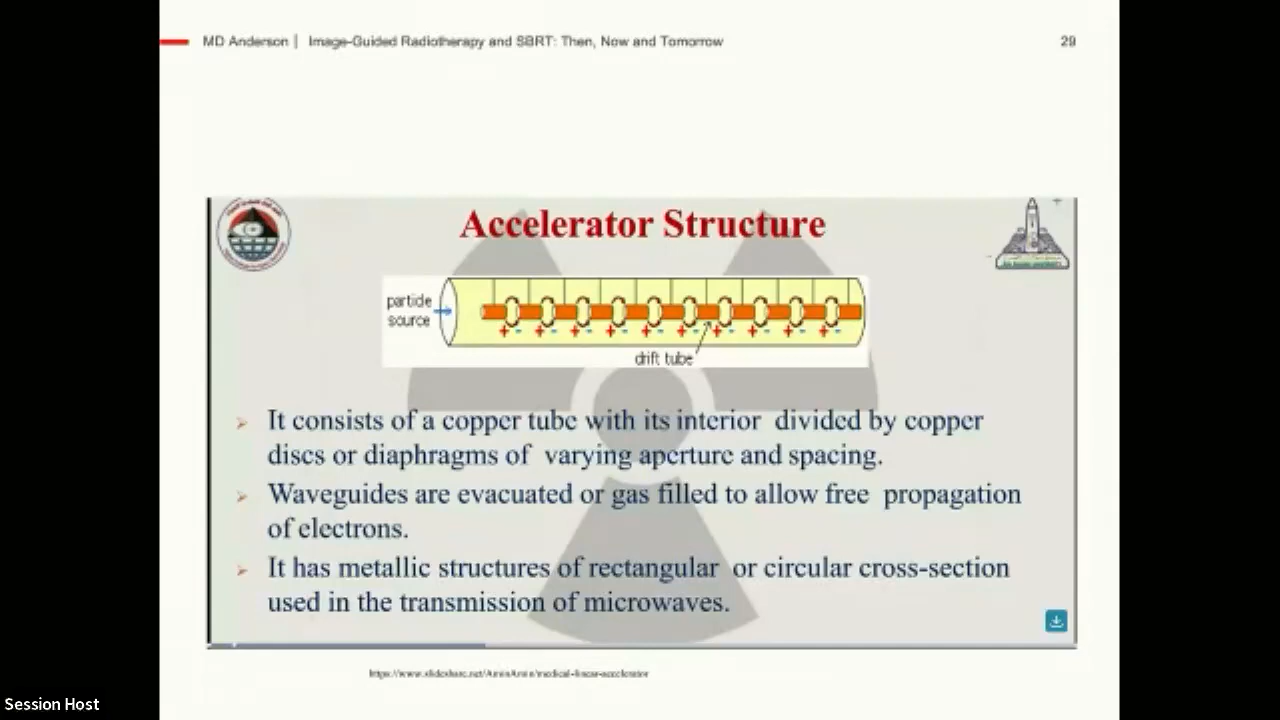 MD Anderson | Image-Guided Radiotherapy and SBRT: Then, Now and Tomorrow
29
Accelerator Structure
particle
source
+ - + - + - + - + - + - + - + - + - + -
drift tube
It consists of a copper tube with its interior divided by copper
discs or diaphragms of varying aperture and spacing.
Waveguides are evacuated or gas filled to allow free propagation
of electrons.
It has metallic structures of rectangular or circular cross-section
used in the transmission of microwaves.
https://www.slideshare.net/AminAmin/medical-linear-accelerator
Session Host